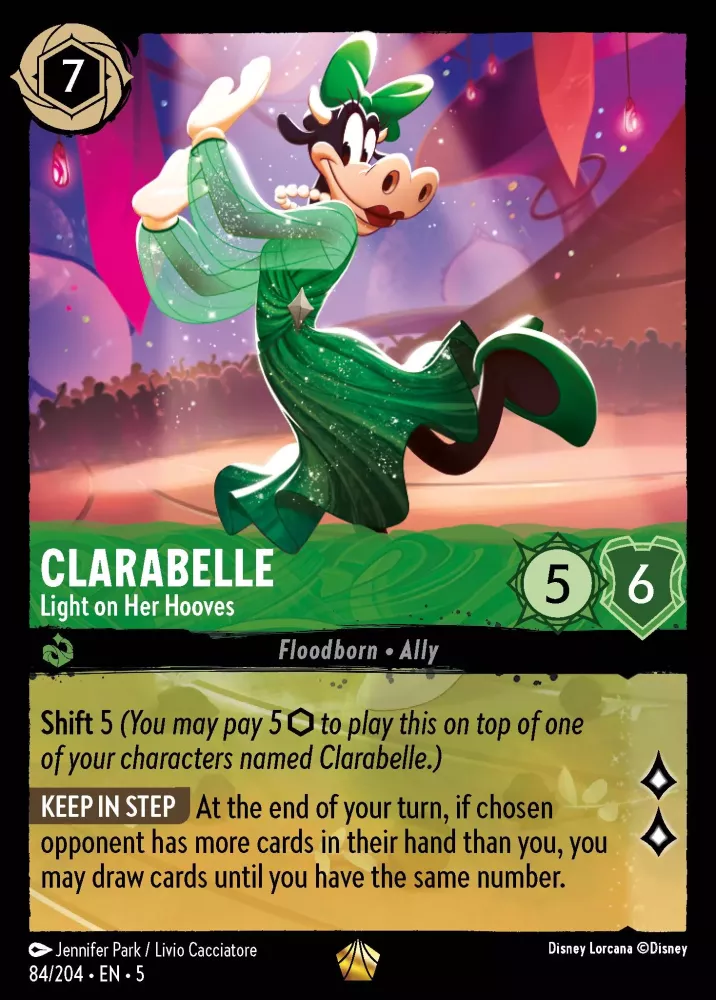 7
CLARABELLE
Light on Her Hooves
5
6
Floodborn • Ally
Shift 5 (You may pay 5 to play this on top of one
of your characters named Clarabelle.)
KEEP IN STEP At the end of your turn, if chosen
opponent has more cards in their hand than you, you
may draw cards until you have the same number.
Jennifer Park / Livio Cacciatore
Disney Lorcana ©Disney
84/204 • EN • 5